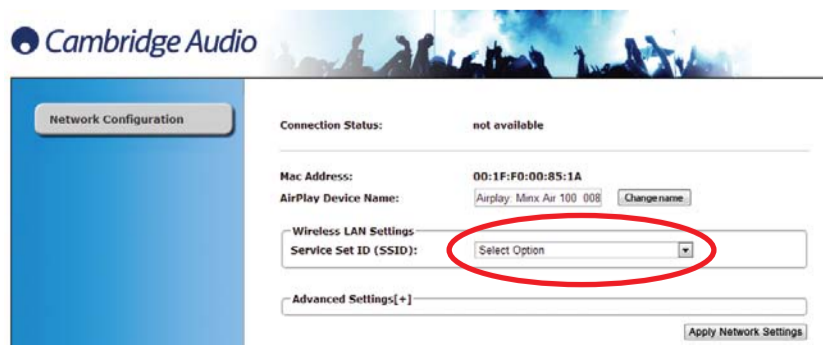 Cambridge Audio
Network Configuration
Connection Status: not available
Mac Address: 00:1F:F0:00:85:1A
AirPlay Device Name: Airplay: Minx Air 100 008 Change name
Wireless LAN Settings
Service Set ID (SSID): Select Option
Advanced Settings[+]
Apply Network Settings